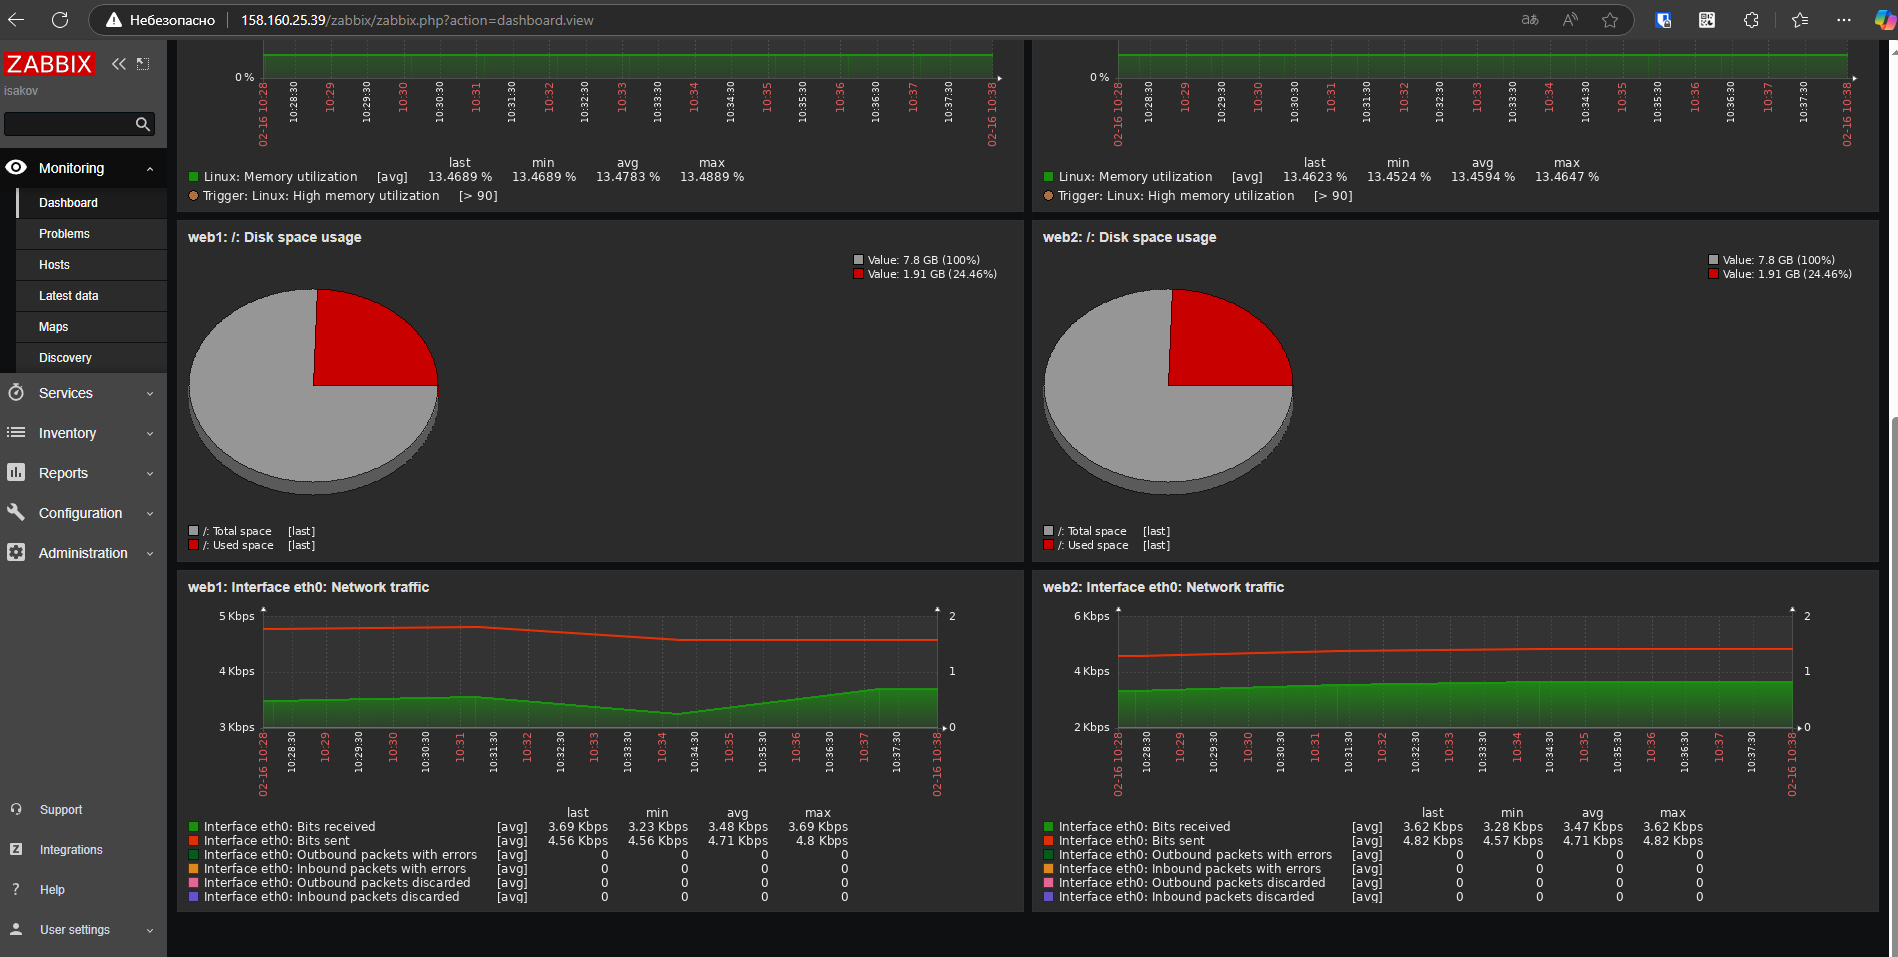 Небезопасно 158.160.25.39/zabbix/zabbix.php?action=dashboard.view
ZABBIX
isakov
Monitoring
Dashboard
Problems
Hosts
Latest data
Maps
Discovery
Services
Inventory
Reports
Configuration
Administration
Support
Integrations
Help
User settings
0 %
02-16 10:28 10:28:30 10:29 10:29:30 10:30 10:30:30 10:31 10:31:30 10:32 10:32:30 10:33 10:33:30 10:34 10:34:30 10:35 10:35:30 10:36 10:36:30 10:37 10:37:30 02-16 10:38
last min avg max
Linux: Memory utilization [avg] 13.4689 % 13.4689 % 13.4783 % 13.4889 %
Trigger: Linux: High memory utilization [> 90]
0 %
02-16 10:28 10:28:30 10:29 10:29:30 10:30 10:30:30 10:31 10:31:30 10:32 10:32:30 10:33 10:33:30 10:34 10:34:30 10:35 10:35:30 10:36 10:36:30 10:37 10:37:30 02-16 10:38
last min avg max
Linux: Memory utilization [avg] 13.4623 % 13.4524 % 13.4594 % 13.4647 %
Trigger: Linux: High memory utilization [> 90]
web1: /: Disk space usage
Value: 7.8 GB (100%)
Value: 1.91 GB (24.46%)
/: Total space [last]
/: Used space [last]
web2: /: Disk space usage
Value: 7.8 GB (100%)
Value: 1.91 GB (24.46%)
/: Total space [last]
/: Used space [last]
web1: Interface eth0: Network traffic
5 Kbps 2
4 Kbps 1
3 Kbps 0
02-16 10:28 10:28:30 10:29 10:29:30 10:30 10:30:30 10:31 10:31:30 10:32 10:32:30 10:33 10:33:30 10:34 10:34:30 10:35 10:35:30 10:36 10:36:30 10:37 10:37:30 02-16 10:38
last min avg max
Interface eth0: Bits received [avg] 3.69 Kbps 3.23 Kbps 3.48 Kbps 3.69 Kbps
Interface eth0: Bits sent [avg] 4.56 Kbps 4.56 Kbps 4.71 Kbps 4.8 Kbps
Interface eth0: Outbound packets with errors [avg] 0 0 0 0
Interface eth0: Inbound packets with errors [avg] 0 0 0 0
Interface eth0: Outbound packets discarded [avg] 0 0 0 0
Interface eth0: Inbound packets discarded [avg] 0 0 0 0
web2: Interface eth0: Network traffic
6 Kbps 2
4 Kbps 1
2 Kbps 0
02-16 10:28 10:28:30 10:29 10:29:30 10:30 10:30:30 10:31 10:31:30 10:32 10:32:30 10:33 10:33:30 10:34 10:34:30 10:35 10:35:30 10:36 10:36:30 10:37 10:37:30 02-16 10:38
last min avg max
Interface eth0: Bits received [avg] 3.62 Kbps 3.28 Kbps 3.47 Kbps 3.62 Kbps
Interface eth0: Bits sent [avg] 4.82 Kbps 4.57 Kbps 4.71 Kbps 4.82 Kbps
Interface eth0: Outbound packets with errors [avg] 0 0 0 0
Interface eth0: Inbound packets with errors [avg] 0 0 0 0
Interface eth0: Outbound packets discarded [avg] 0 0 0 0
Interface eth0: Inbound packets discarded [avg] 0 0 0 0